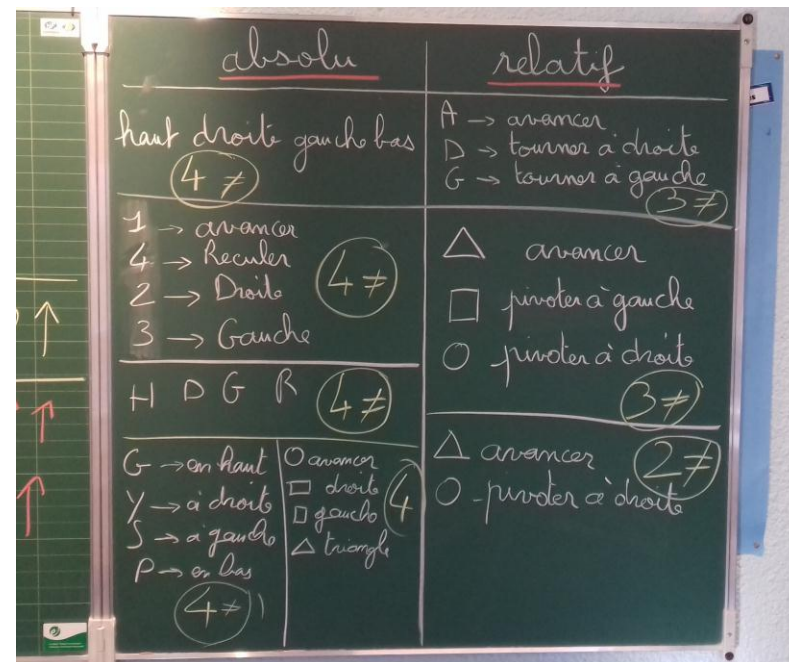 absolu
haut droite gauche bas
4 ≠
1 → avancer
4 → Reculer
2 → Droite
3 → Gauche
4 ≠
H D G R
4 ≠
G → en haut
Y → à droite
S → a gauche
P → en bas
4 ≠
○ avancer
□ droite
□ gauche
△ triangle
4
relatif
A → avancer
D → tourner à droite
G → tourner à gauche
3 ≠
△ avancer
□ pivoter à gauche
○ pivoter à droite
3 ≠
△ avancer
○ - pivoter à droite
2 ≠